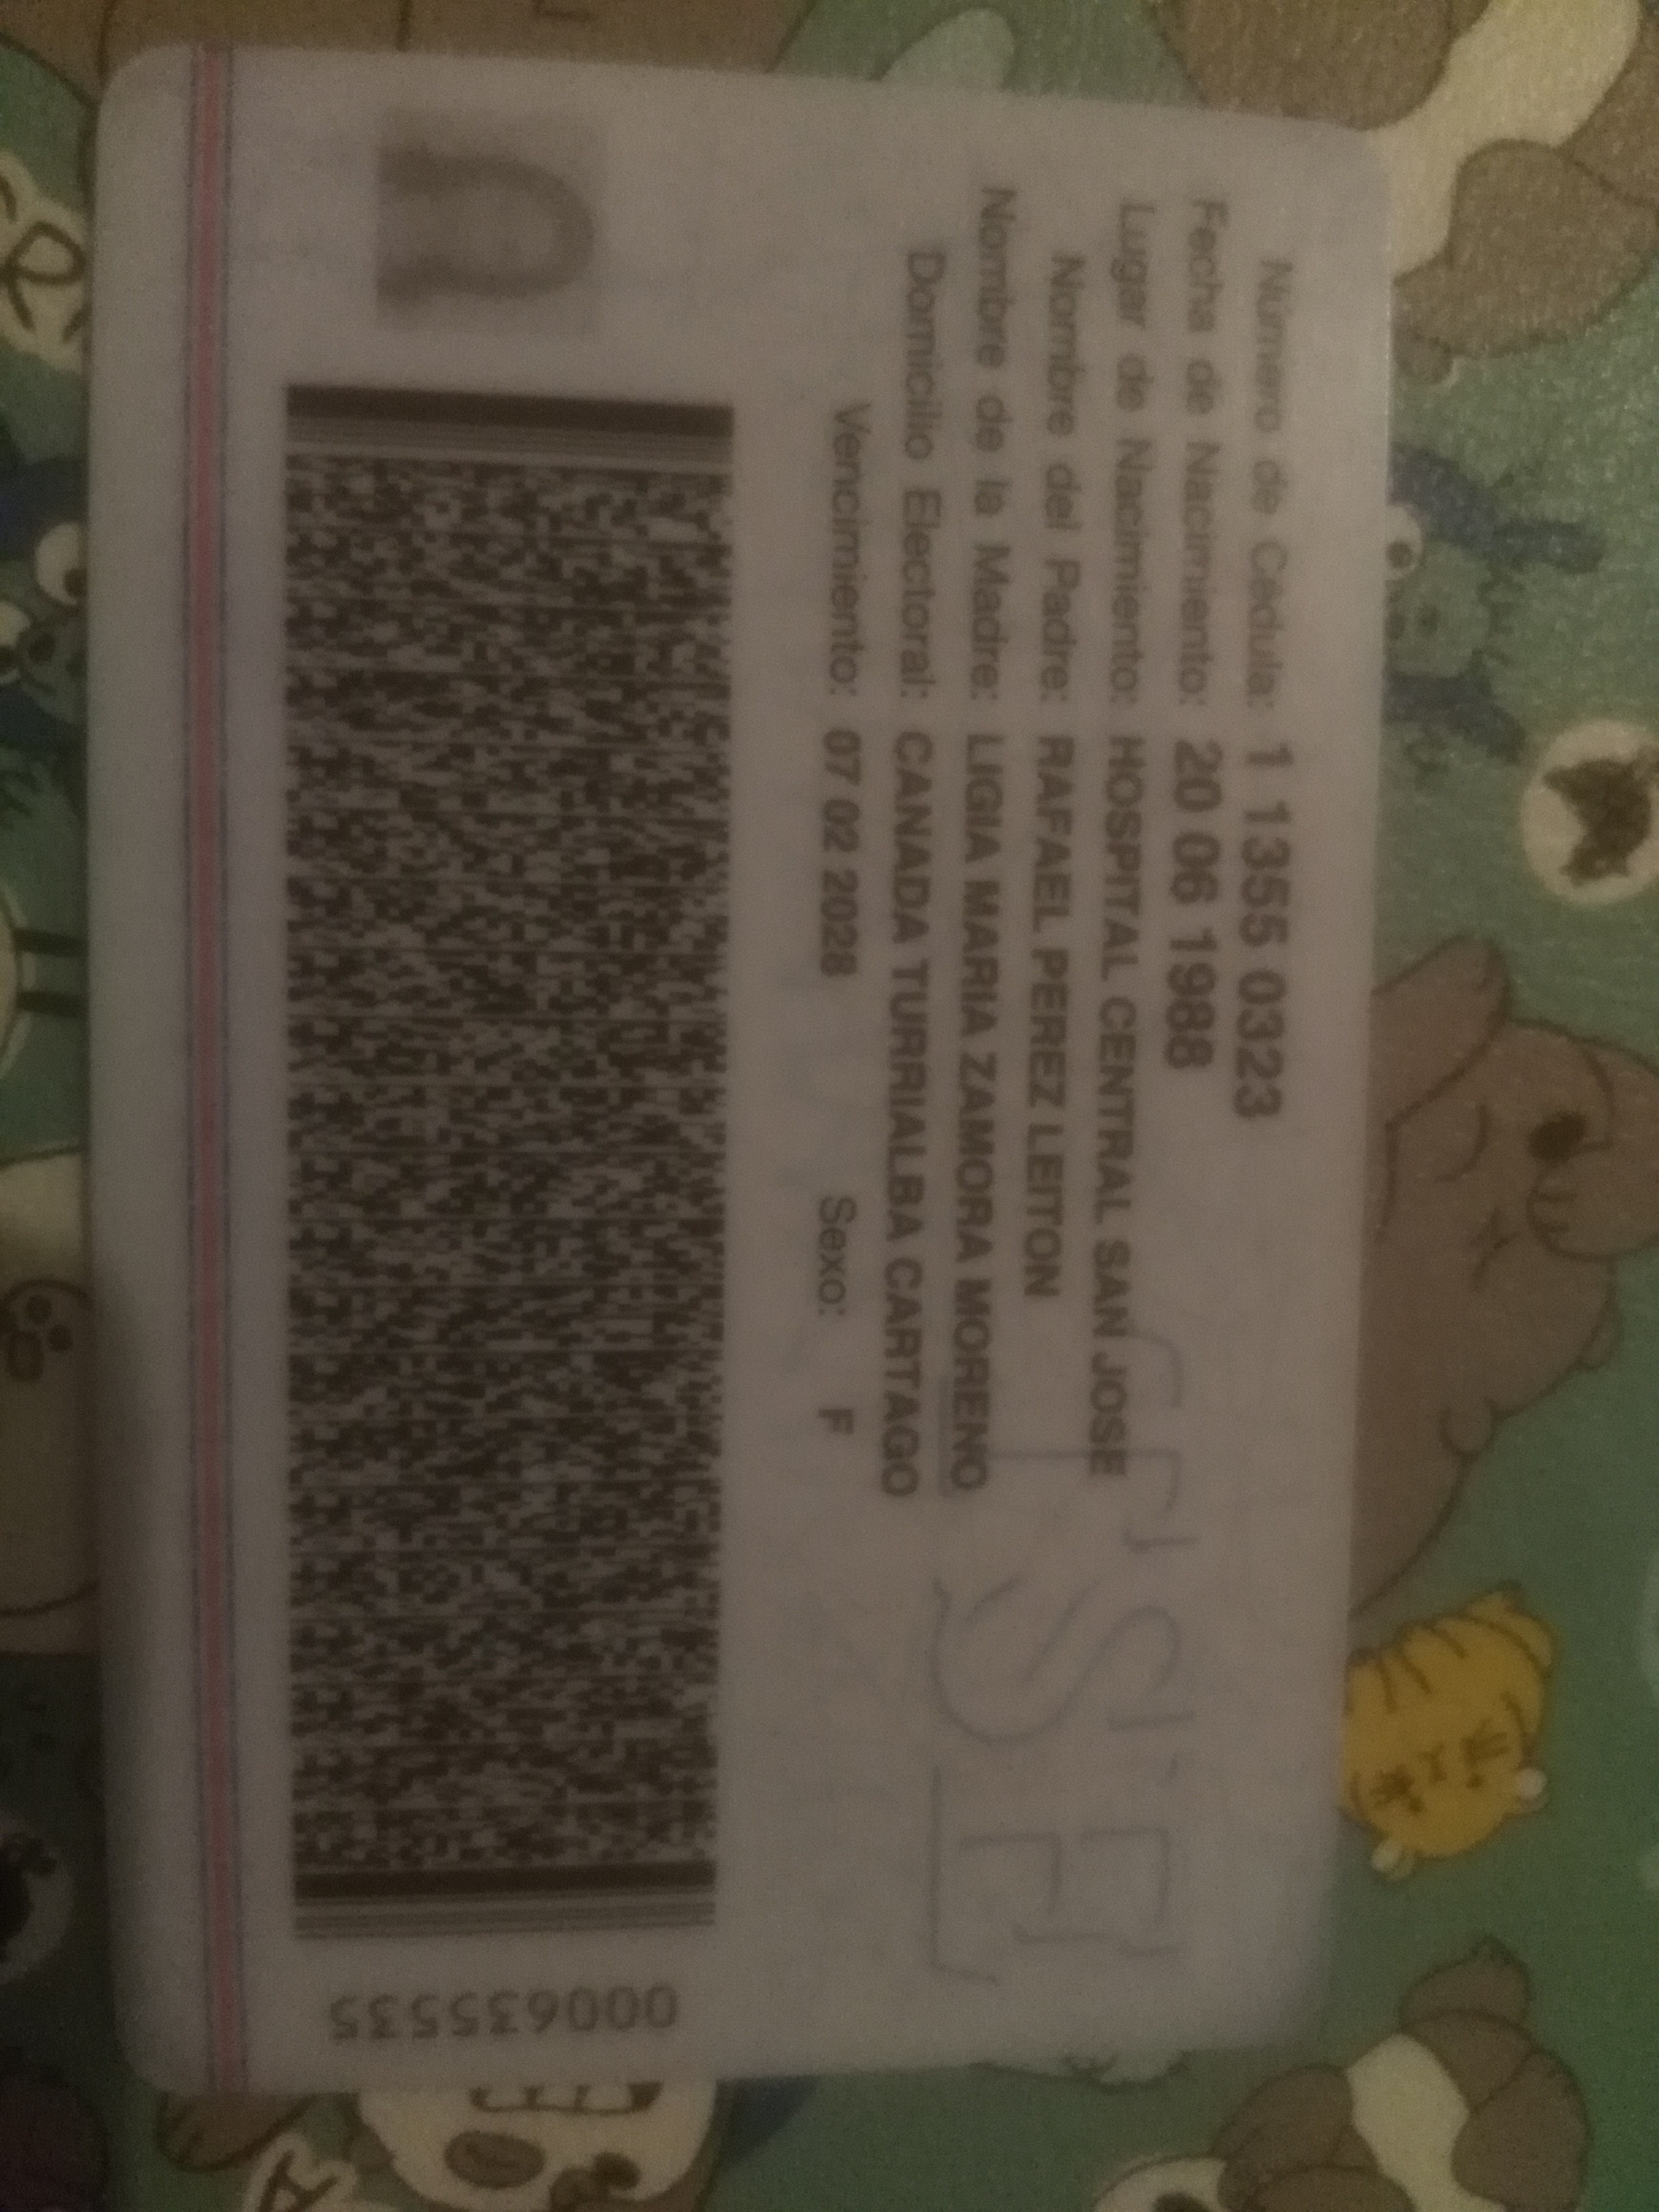 Número de Cédula: 1 1355 0323
Fecha de Nacimiento: 20 06 1988
Lugar de Nacimiento: HOSPITAL CENTRAL SAN JOSE
Nombre del Padre: RAFAEL PEREZ LEITON
Nombre de la Madre: LIGIA MARIA ZAMORA MORENO
Domicilio Electoral: CANADA TURRIALBA CARTAGO
Vencimiento: 07 02 2028 Sexo: F
000635535